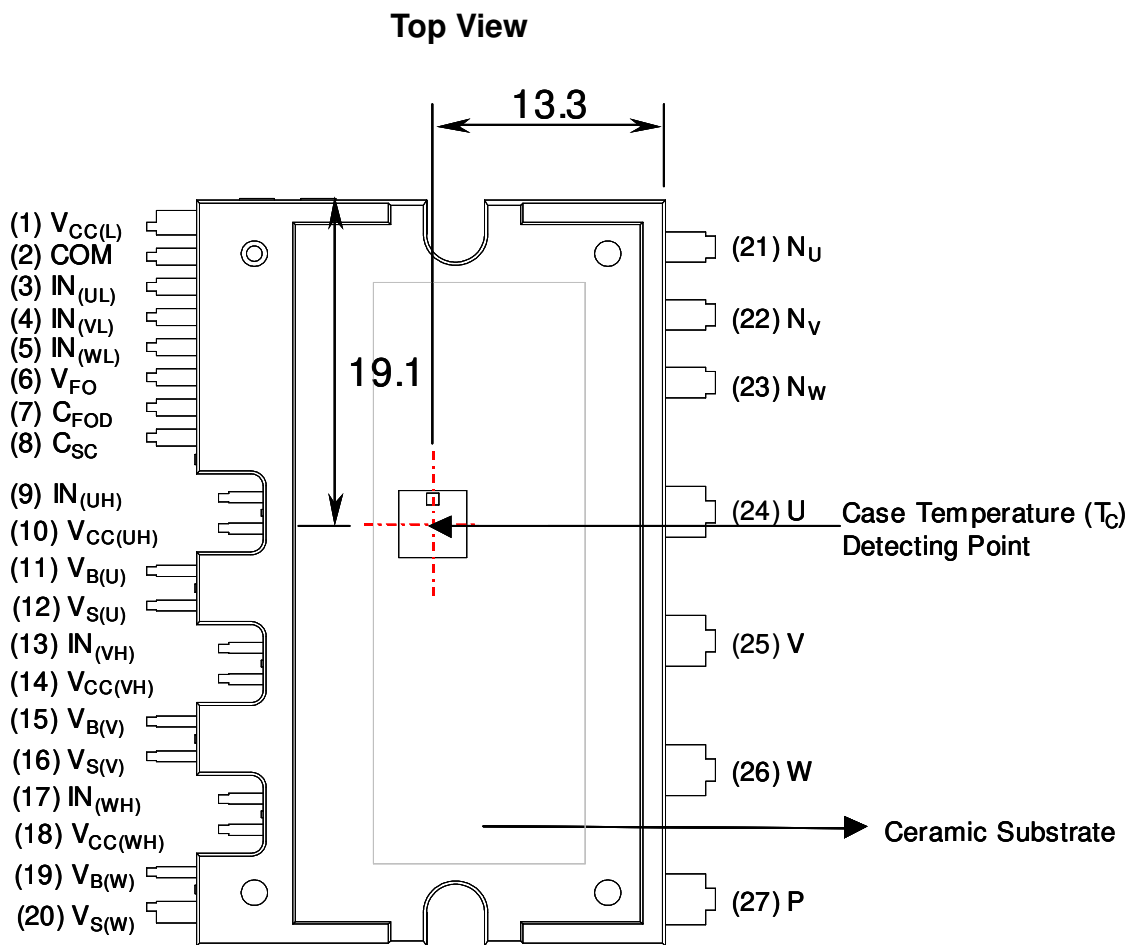 Top View
13.3
19.1
(1) VCC(L)
(2) COM
(3) IN(UL)
(4) IN(VL)
(5) IN(WL)
(6) VFO
(7) CFOD
(8) CSC
(9) IN(UH)
(10) VCC(UH)
(11) VB(U)
(12) VS(U)
(13) IN(VH)
(14) VCC(VH)
(15) VB(V)
(16) VS(V)
(17) IN(WH)
(18) VCC(WH)
(19) VB(W)
(20) VS(W)
(21) NU
(22) NV
(23) NW
(24) U
(25) V
(26) W
(27) P
Case Temperature (TC)
Detecting Point
Ceramic Substrate